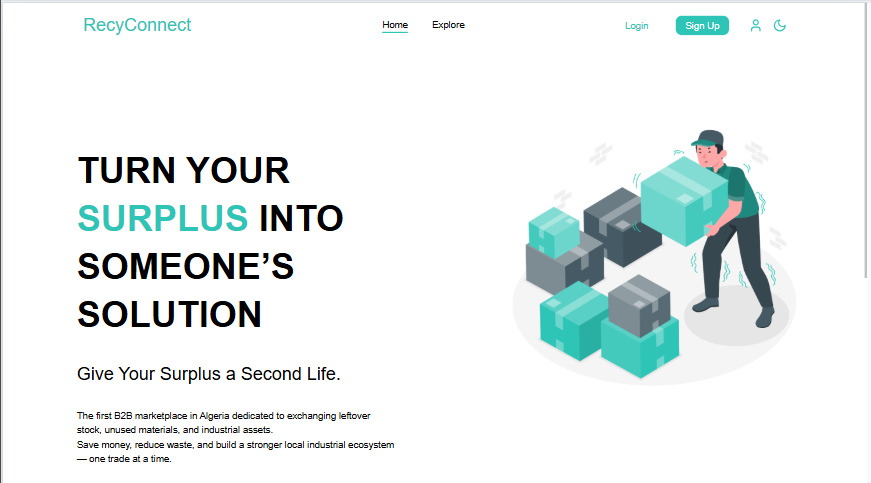 RecyConnect
Home
Explore
Login
Sign Up
TURN YOUR
SURPLUS INTO
SOMEONE’S
SOLUTION
Give Your Surplus a Second Life.
The first B2B marketplace in Algeria dedicated to exchanging leftover
stock, unused materials, and industrial assets.
Save money, reduce waste, and build a stronger local industrial ecosystem
— one trade at a time.